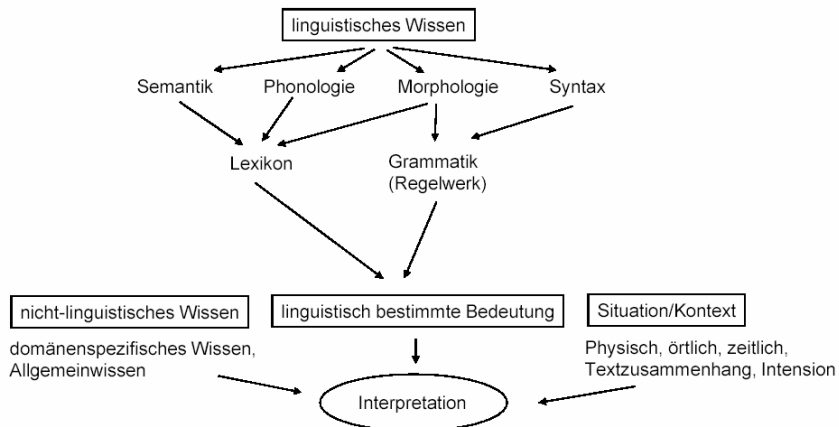 linguistisches Wissen
Semantik Phonologie Morphologie Syntax
Lexikon
Grammatik
(Regelwerk)
nicht-linguistisches Wissen
domänenspezifisches Wissen,
Allgemeinwissen
linguistisch bestimmte Bedeutung
Situation/Kontext
Physisch, örtlich, zeitlich,
Textzusammenhang, Intension
Interpretation